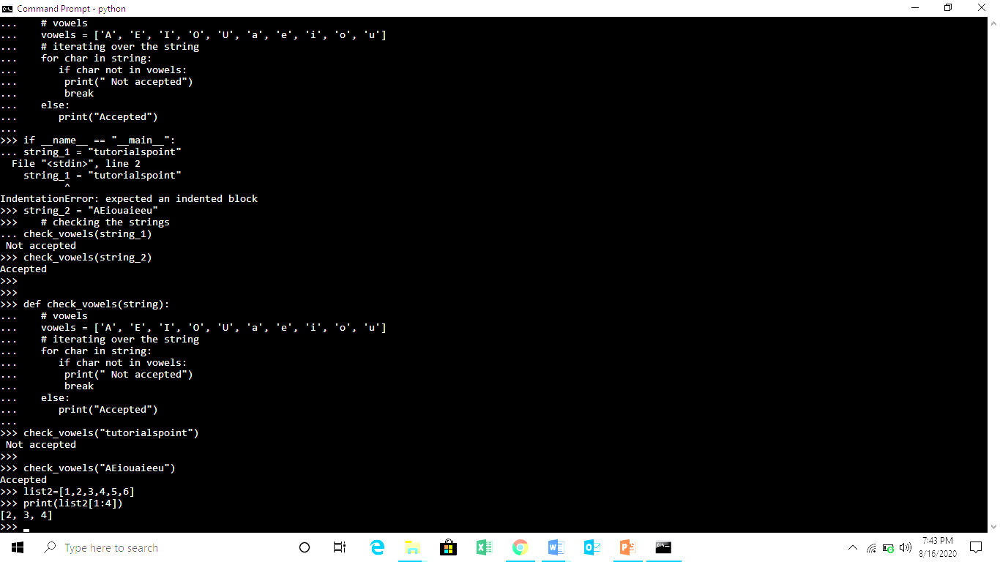 Command Prompt - python
...    # vowels
...    vowels = ['A', 'E', 'I', 'O', 'U', 'a', 'e', 'i', 'o', 'u']
...    # iterating over the string
...    for char in string:
...       if char not in vowels:
...        print(" Not accepted")
...        break
...    else:
...       print("Accepted")
...
>>> if __name__ == "__main__":
... string_1 = "tutorialspoint"
  File "<stdin>", line 2
    string_1 = "tutorialspoint"
           ^
IndentationError: expected an indented block
>>> string_2 = "AEiouaieeu"
>>>    # checking the strings
... check_vowels(string_1)
 Not accepted
>>> check_vowels(string_2)
Accepted
>>>
>>>
>>> def check_vowels(string):
...    # vowels
...    vowels = ['A', 'E', 'I', 'O', 'U', 'a', 'e', 'i', 'o', 'u']
...    # iterating over the string
...    for char in string:
...       if char not in vowels:
...        print(" Not accepted")
...        break
...    else:
...       print("Accepted")
...
>>> check_vowels("tutorialspoint")
 Not accepted
>>>
>>> check_vowels("AEiouaieeu")
Accepted
>>> list2=[1,2,3,4,5,6]
>>> print(list2[1:4])
[2, 3, 4]
>>>
Type here to search
7:43 PM
8/16/2020